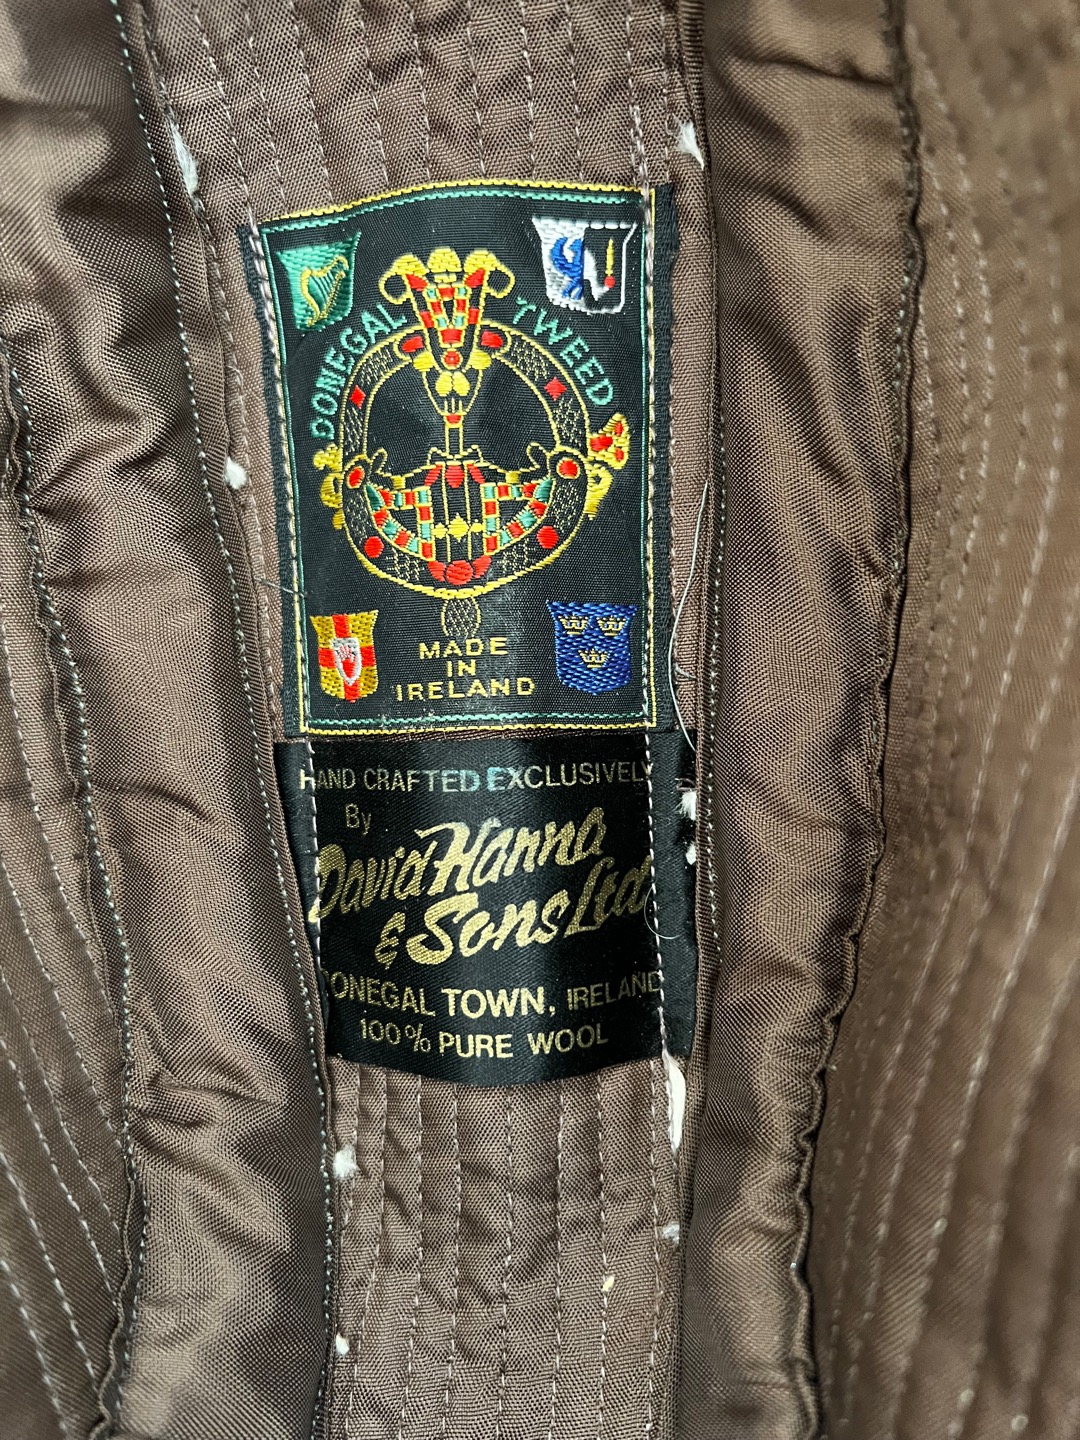 DONEGAL TWEED
MADE
IN
IRELAND
HAND CRAFTED EXCLUSIVELY
By
David Hanna
& Sons Ltd
DONEGAL TOWN, IRELAND
100% PURE WOOL